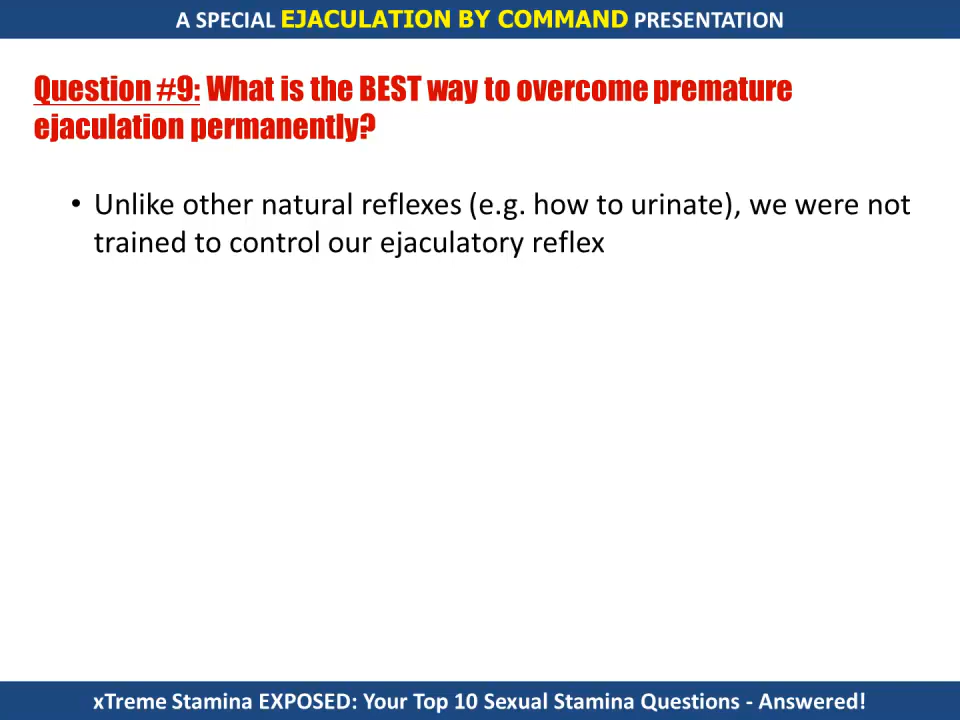 A SPECIAL EJACULATION BY COMMAND PRESENTATION
Question #9: What is the BEST way to overcome premature
ejaculation permanently?
• Unlike other natural reflexes (e.g. how to urinate), we were not
trained to control our ejaculatory reflex
xTreme Stamina EXPOSED: Your Top 10 Sexual Stamina Questions - Answered!